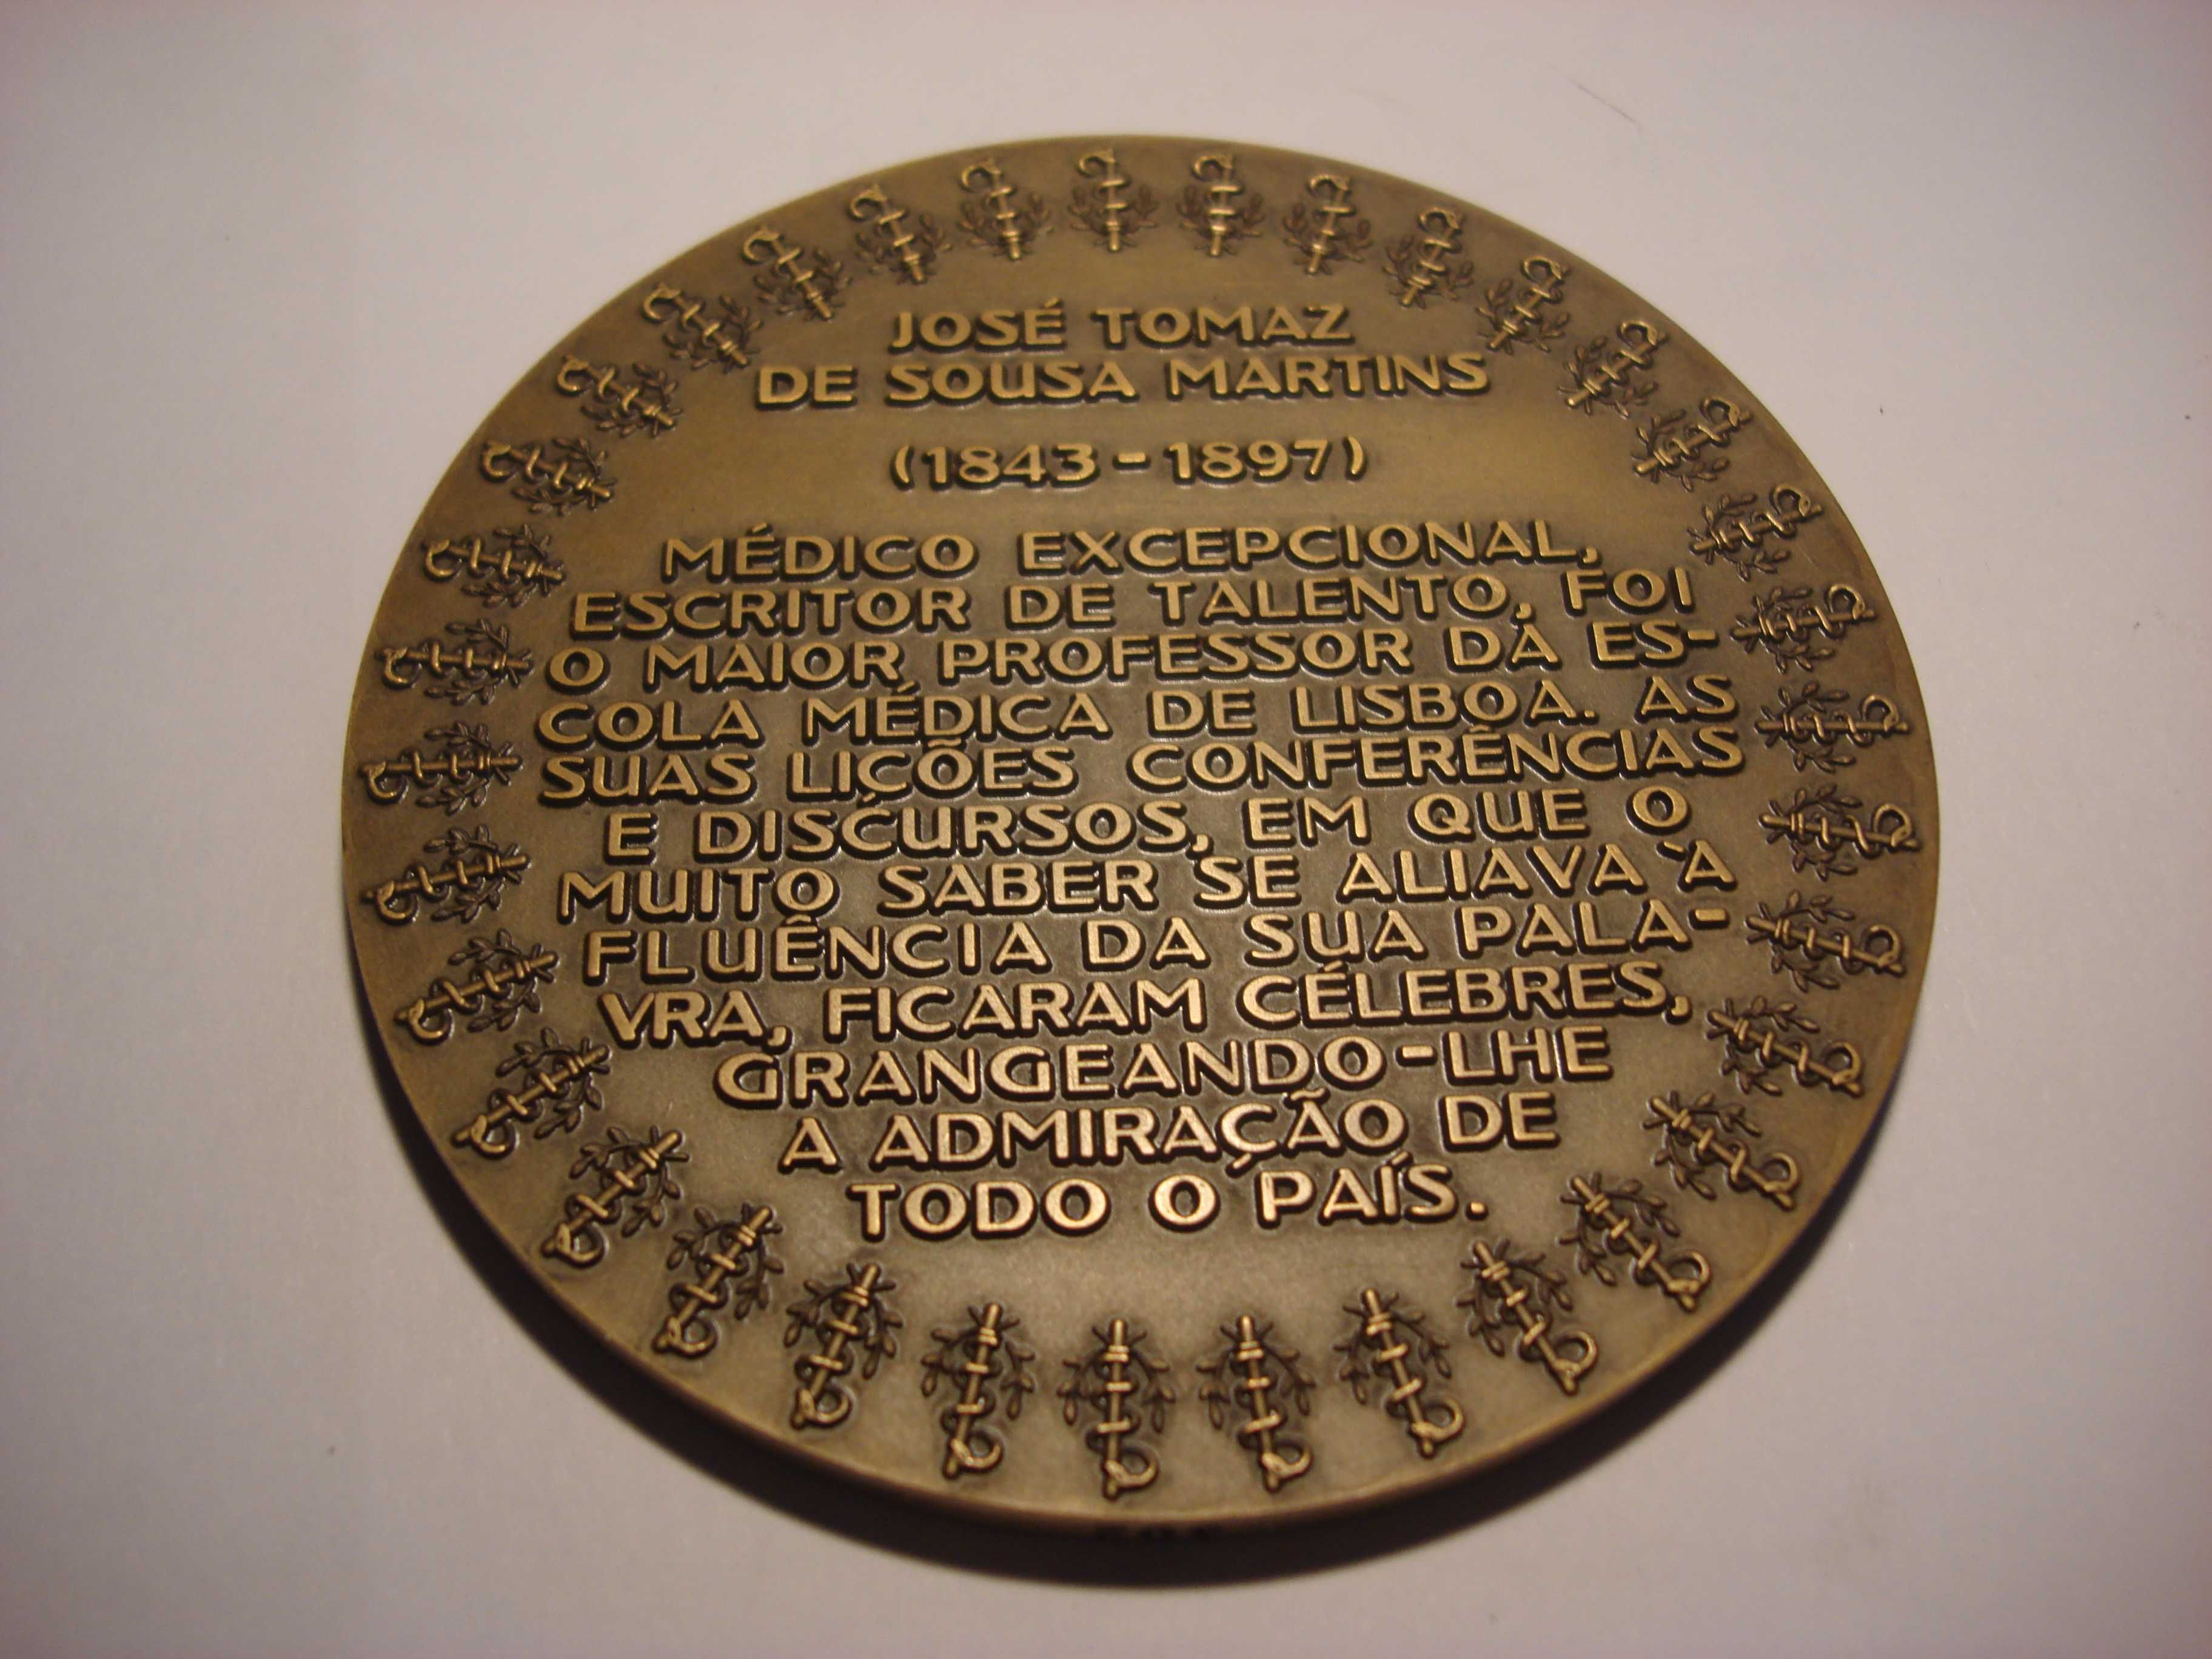 JOSÉ TOMAZ
DE SOUSA MARTINS
(1843-1897)
MÉDICO EXCEPCIONAL,
ESCRITOR DE TALENTO, FOI
O MAIOR PROFESSOR DA ES-
COLA MÉDICA DE LISBOA. AS
SUAS LIÇÕES CONFERÊNCIAS
E DISCURSOS, EM QUE O
MUITO SABER SE ALIAVA À
FLUÊNCIA DA SUA PALA-
VRA, FICARAM CÉLEBRES,
GRANGEANDO-LHE
A ADMIRAÇÃO DE
TODO O PAÍS.